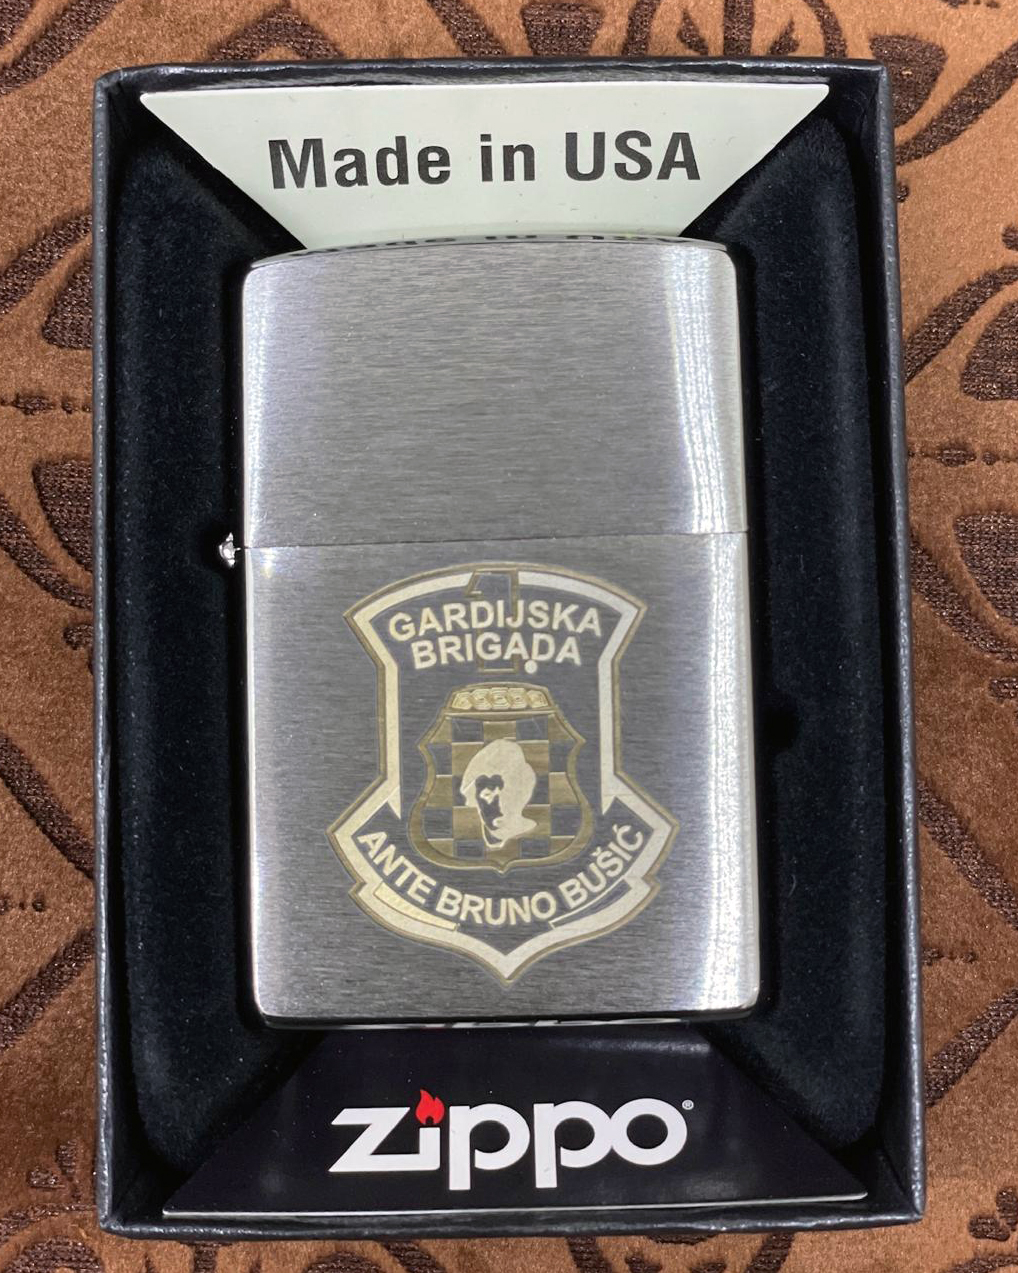 Made in USA
1.
GARDIJSKA
BRIGADA
ANTE BRUNO BUŠIĆ
zippo®